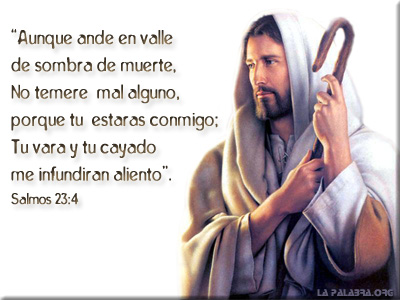 “Aunque ande en valle
de sombra de muerte,
No temere mal alguno,
porque tu estaras conmigo;
Tu vara y tu cayado
me infundiran aliento”.
Salmos 23:4
LA PALABRA.ORG